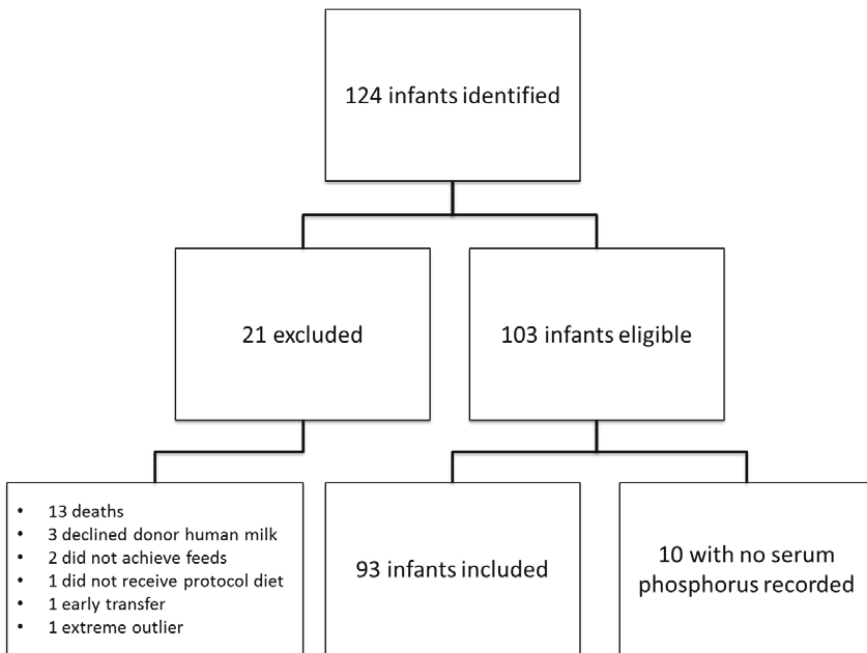 124 infants identified
21 excluded
103 infants eligible
• 13 deaths
• 3 declined donor human milk
• 2 did not achieve feeds
• 1 did not receive protocol diet
• 1 early transfer
• 1 extreme outlier
93 infants included
10 with no serum
phosphorus recorded